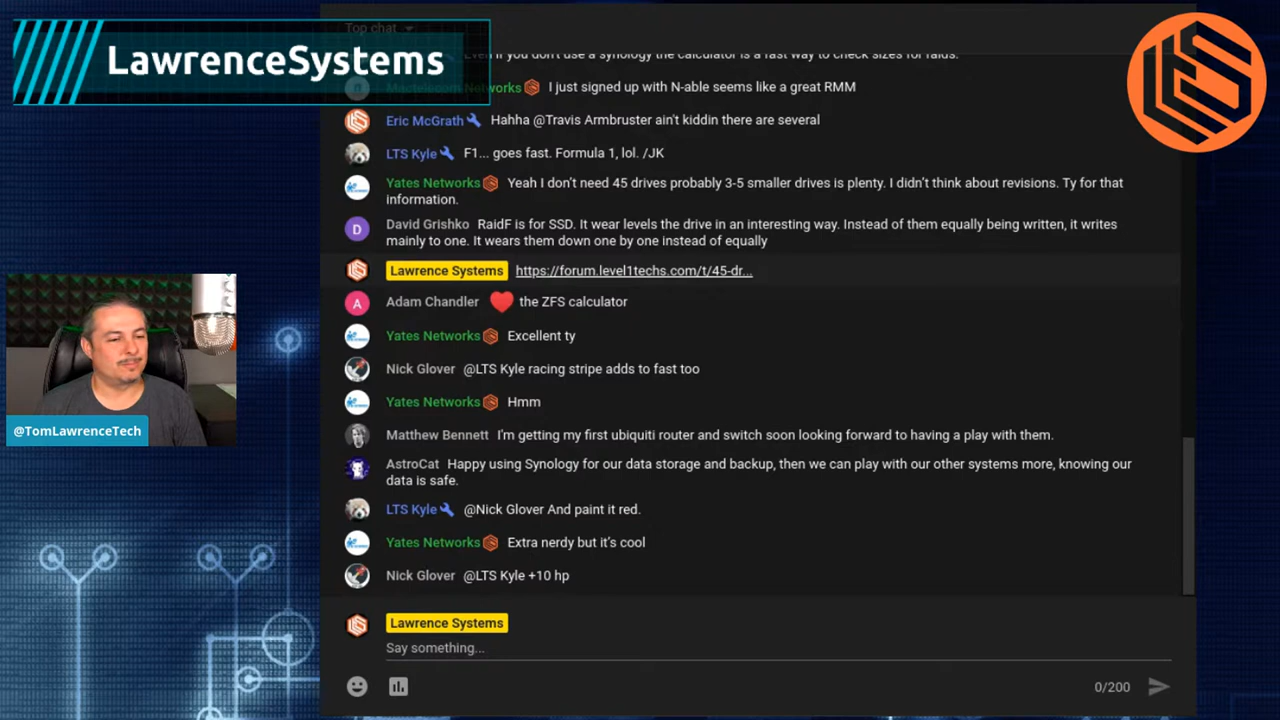 Top chat
LawrenceSystems
Even if you don't use a synology the calculator is a fast way to check sizes for raids.
Networks I just signed up with N-able seems like a great RMM
Eric McGrath Hahha @Travis Armbruster ain't kiddin there are several
LTS Kyle F1... goes fast. Formula 1, lol. /JK
Yates Networks Yeah I don't need 45 drives probably 3-5 smaller drives is plenty. I didn't think about revisions. Ty for that
information.
D
David Grishko RaidF is for SSD. It wear levels the drive in an interesting way. Instead of them equally being written, it writes
mainly to one. It wears them down one by one instead of equally
Lawrence Systems https://forum.level1techs.com/t/45-dr...
A
Adam Chandler the ZFS calculator
Yates Networks Excellent ty
Nick Glover @LTS Kyle racing stripe adds to fast too
Yates Networks Hmm
@TomLawrenceTech
Matthew Bennett I'm getting my first ubiquiti router and switch soon looking forward to having a play with them.
AstroCat Happy using Synology for our data storage and backup, then we can play with our other systems more, knowing our
data is safe.
LTS Kyle @Nick Glover And paint it red.
Yates Networks Extra nerdy but it's cool
Nick Glover @LTS Kyle +10 hp
Lawrence Systems
Say something...
0/200